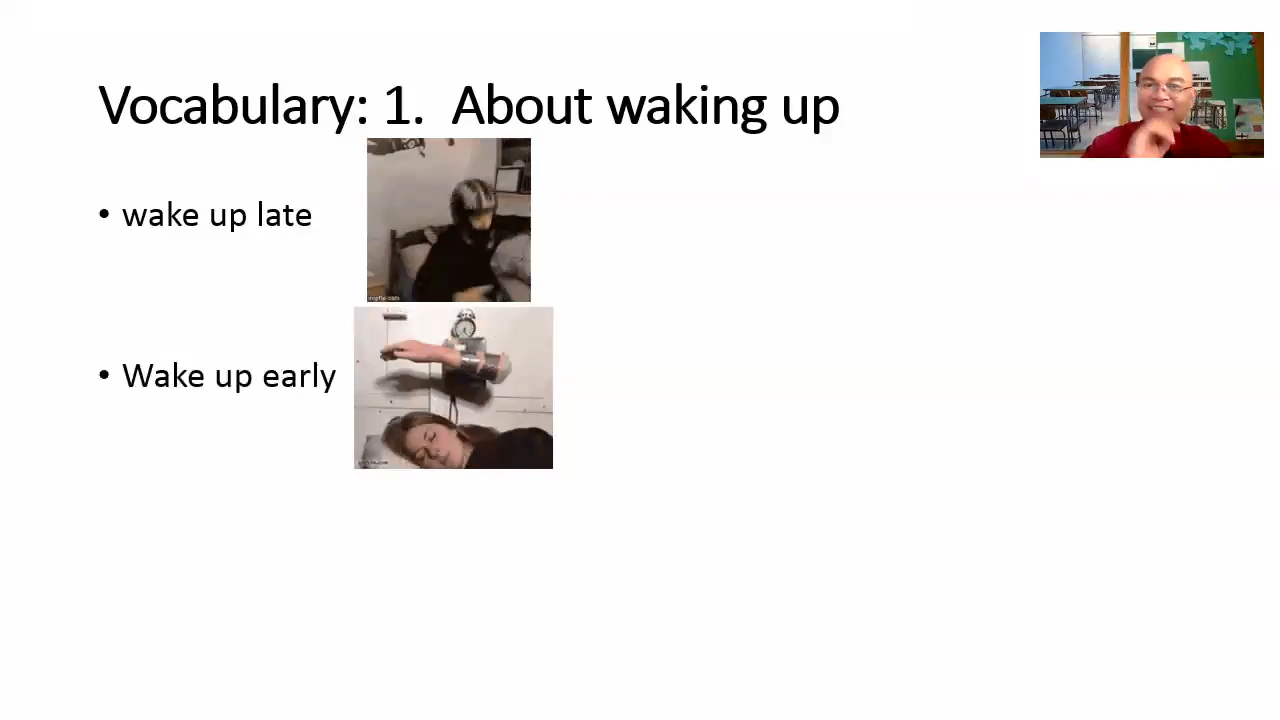 Vocabulary: 1. About waking up
• wake up late
• Wake up early